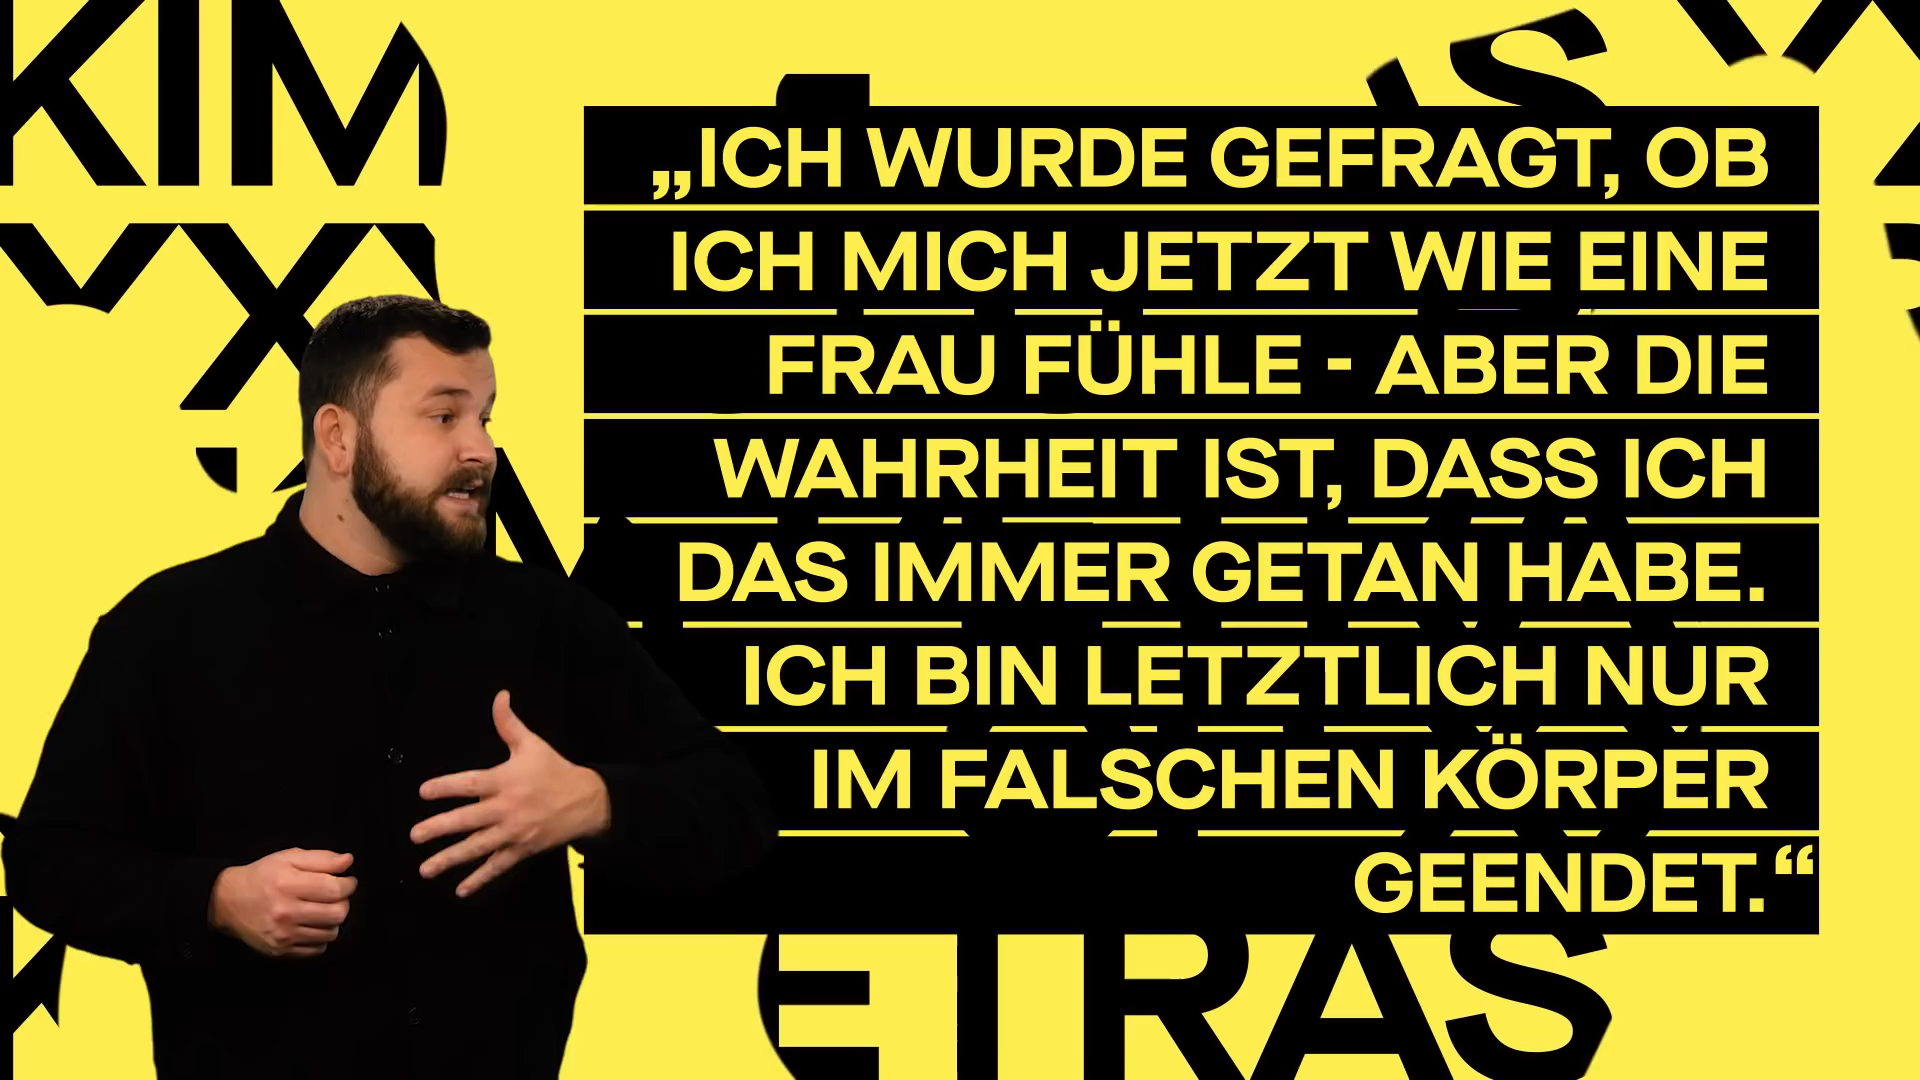 KIM
„ICH WURDE GEFRAGT, OB
ICH MICH JETZT WIE EINE
FRAU FÜHLE - ABER DIE
WAHRHEIT IST, DASS ICH
DAS IMMER GETAN HABE.
ICH BIN LETZTLICH NUR
IM FALSCHEN KÖRPER
GEENDET.“
ETRAS